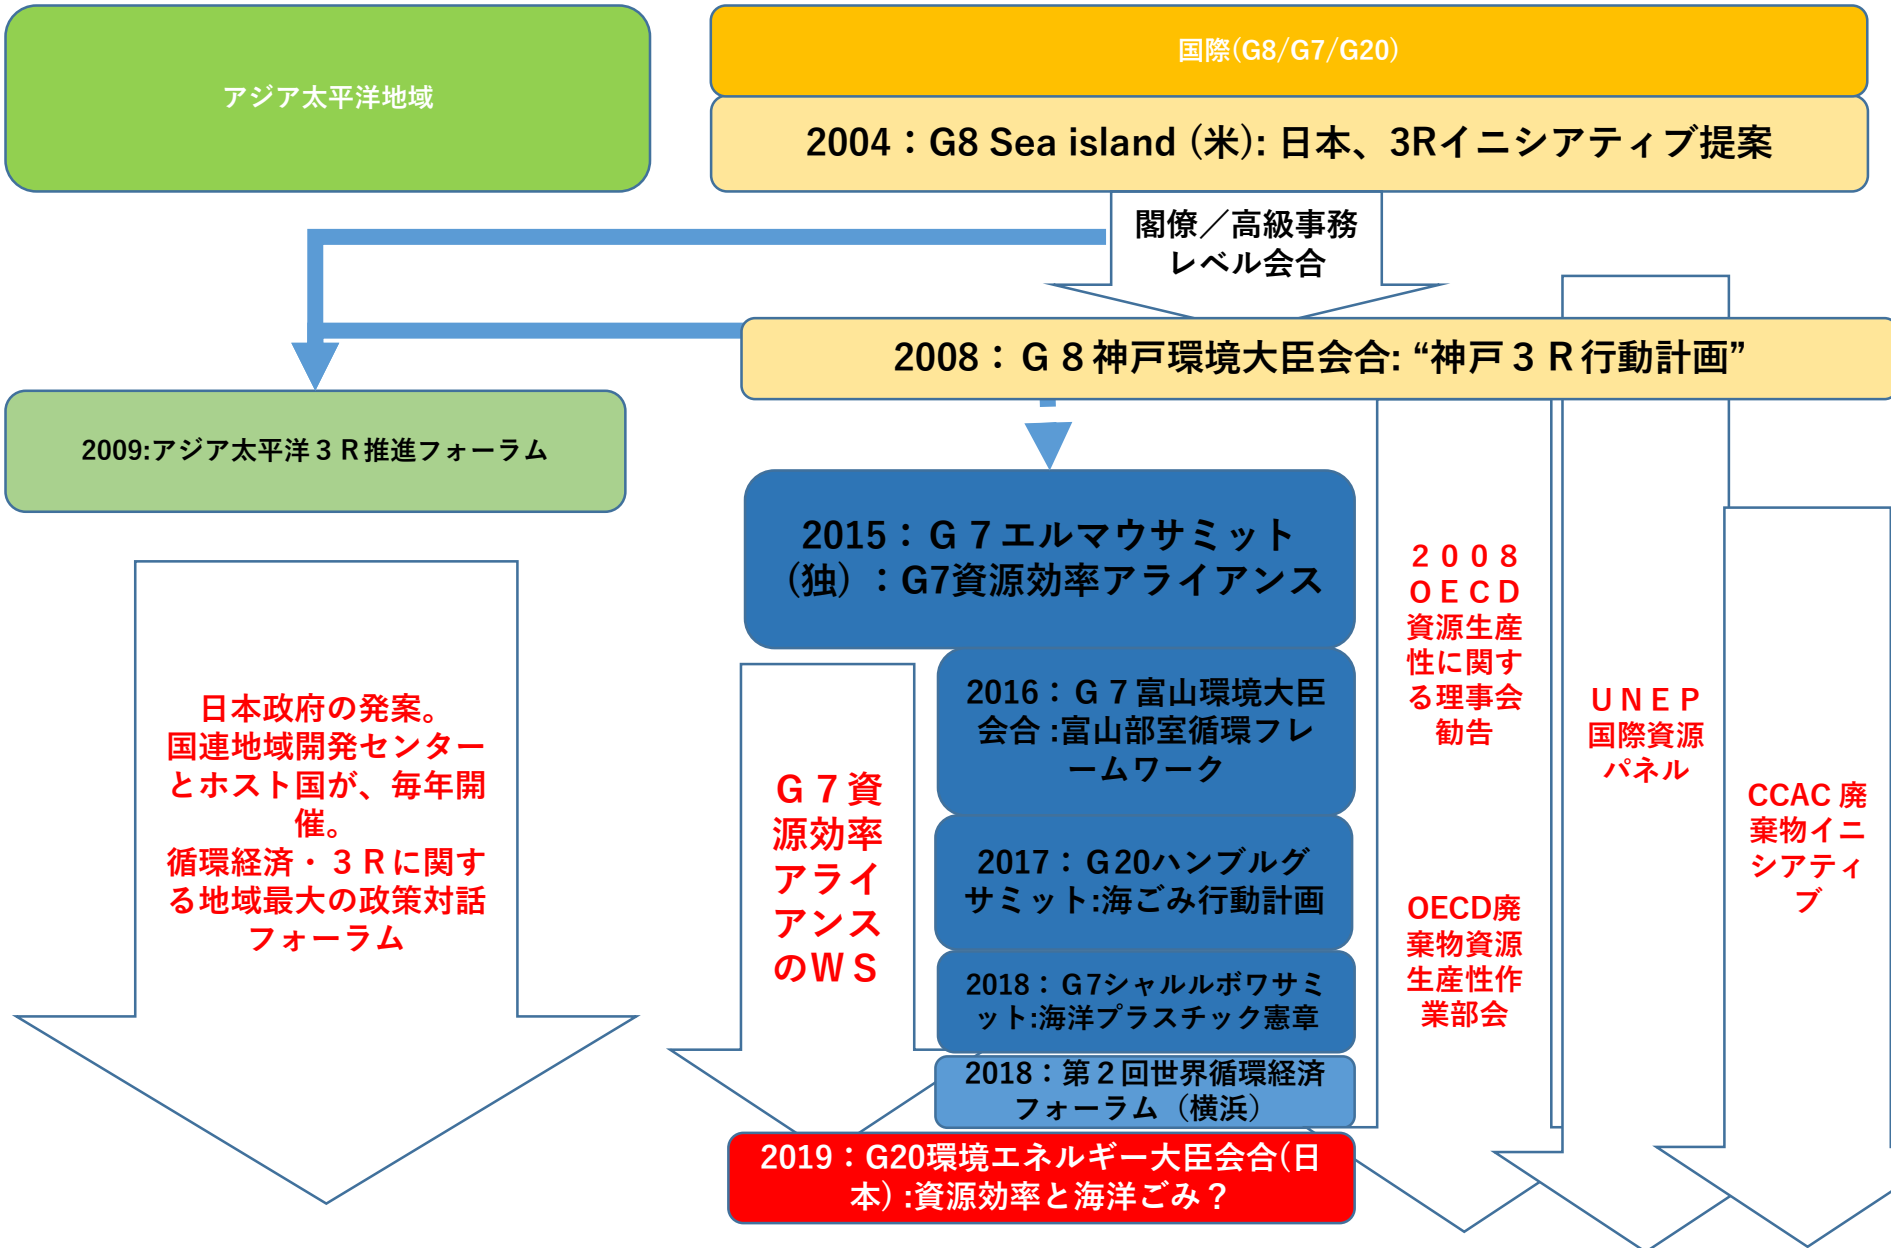 アジア太平洋地域
国際(G8/G7/G20)
2004：G8 Sea island (米): 日本、3Rイニシアティブ提案
閣僚／高級事務
レベル会合
2008：Ｇ８神戸環境大臣会合: “神戸３Ｒ行動計画”
2009:アジア太平洋３Ｒ推進フォーラム
日本政府の発案。
国連地域開発センター
とホスト国が、毎年開
催。
循環経済・３Ｒに関す
る地域最大の政策対話
フォーラム
2015：Ｇ７エルマウサミット
（独）：G7資源効率アライアンス
Ｇ７資
源効率
アライ
アンス
のＷＳ
2016：Ｇ７富山環境大臣
会合 :富山部室循環フレ
ームワーク
2017：Ｇ20ハンブルグ
サミット:海ごみ行動計画
2018：Ｇ7シャルルボワサミ
ット:海洋プラスチック憲章
2018：第２回世界循環経済
フォーラム（横浜）
2019：G20環境エネルギー大臣会合(日
本）:資源効率と海洋ごみ？
２００８
ＯＥＣＤ
資源生産
性に関す
る理事会
勧告
OECD廃
棄物資源
生産性作
業部会
ＵＮＥＰ
国際資源
パネル
CCAC 廃
棄物イニ
シアティ
ブ